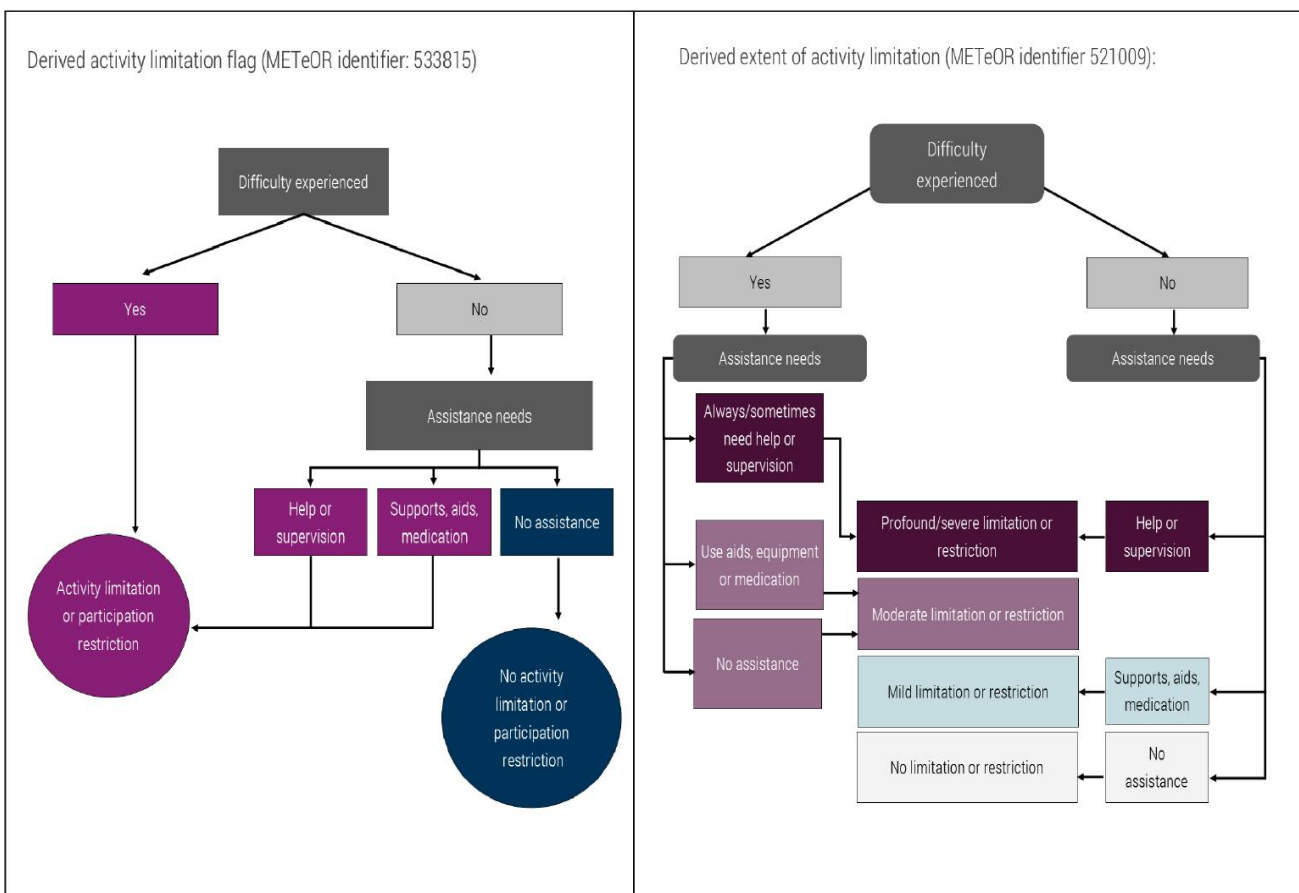 Derived activity limitation flag (METeOR identifier: 533815)
Difficulty experienced
Yes
No
Assistance needs
Help or
supervision
Supports, aids,
medication
No assistance
Activity limitation
or participation
restriction
No activity
limitation or
participation
restriction
Derived extent of activity limitation (METeOR identifier 521009):
Difficulty
experienced
Yes
No
Assistance needs
Assistance needs
Always/sometimes
need help or
supervision
Profound/severe limitation or
restriction
Help or
supervision
Use aids, equipment
or medication
Moderate limitation or restriction
No assistance
Mild limitation or restriction
Supports, aids,
medication
No limitation or restriction
No
assistance